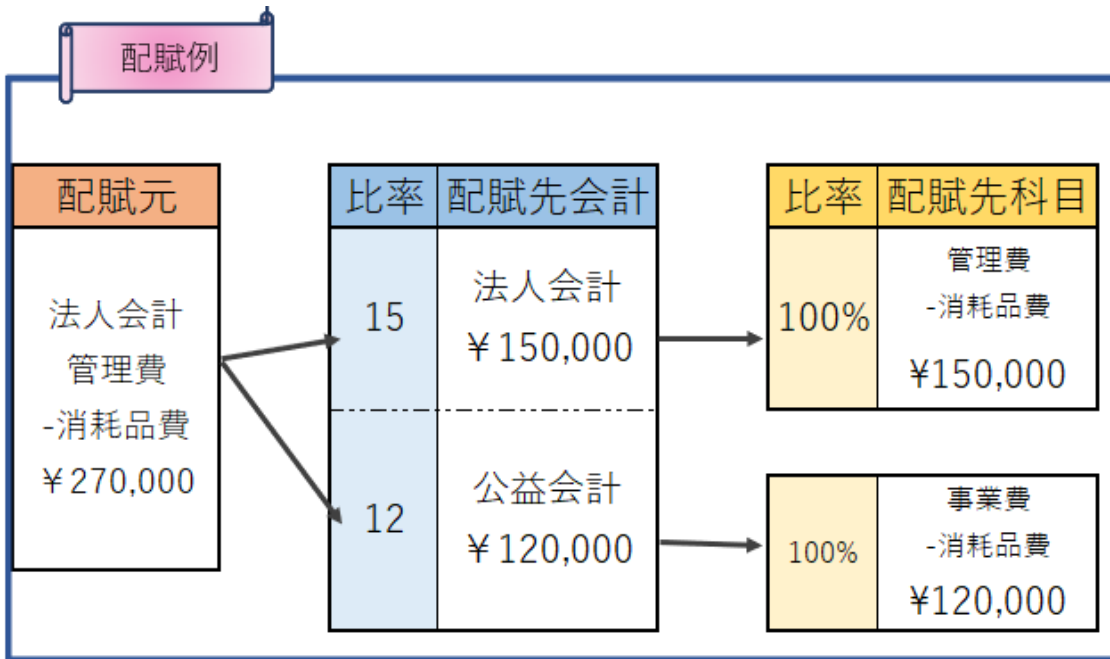 配賦例
配賦元
法人会計
管理費
-消耗品費
¥270,000
比率 配賦先会計
15
法人会計
¥150,000
12
公益会計
¥120,000
比率 配賦先科目
100%
管理費
-消耗品費
¥150,000
100%
事業費
-消耗品費
¥120,000